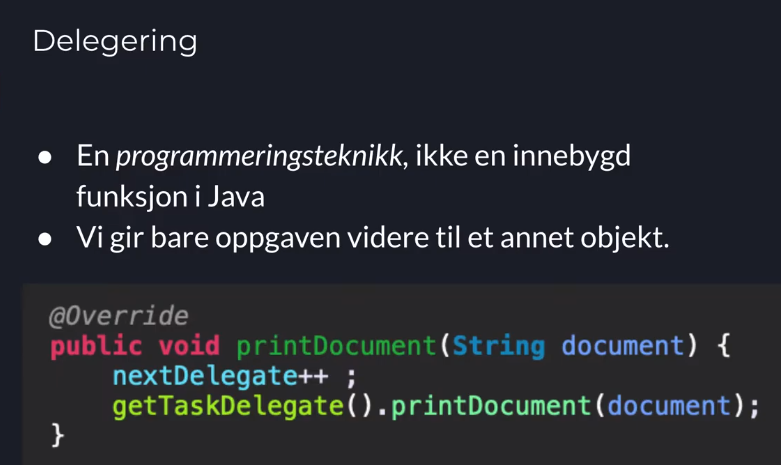 Delegering
● En programmeringsteknikk, ikke en innebygd
funksjon i Java
● Vi gir bare oppgaven videre til et annet objekt.
@Override
public void printDocument(String document) {
    nextDelegate++ ;
    getTaskDelegate().printDocument(document);
}